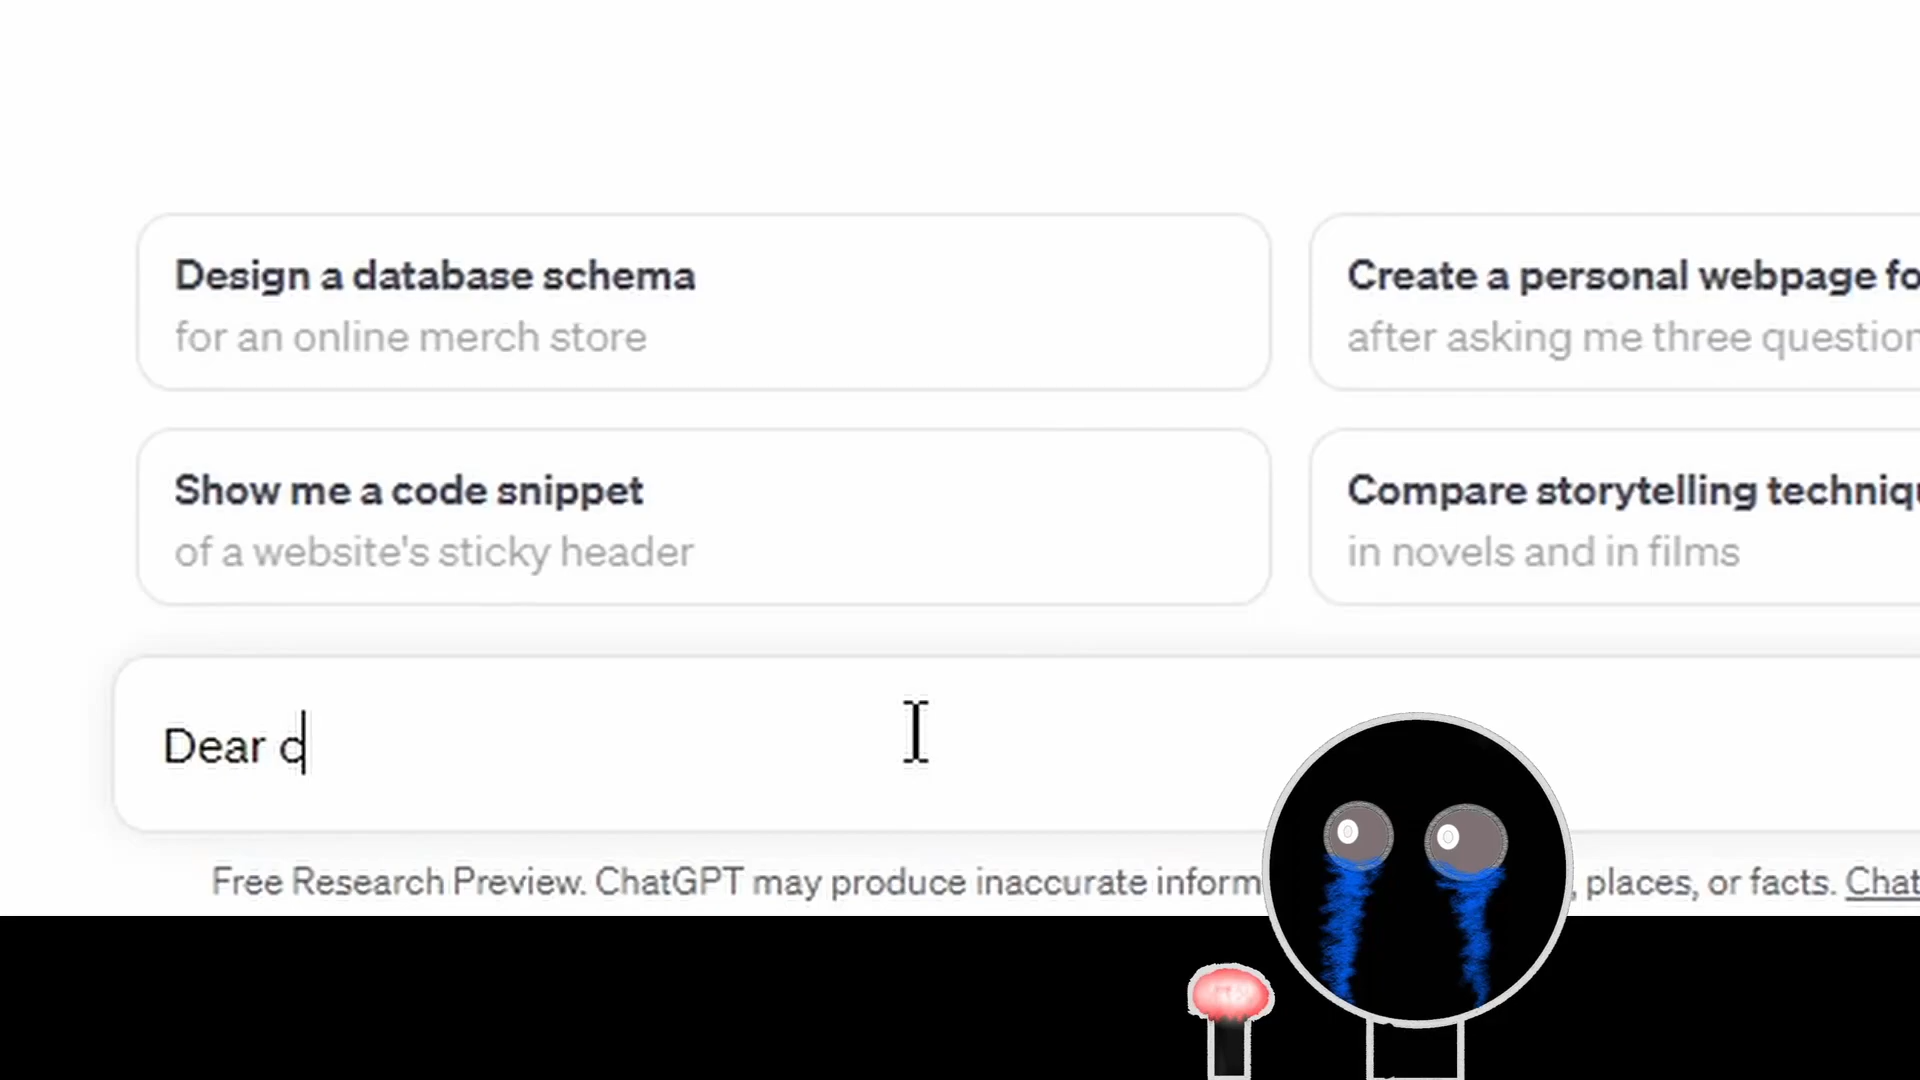 Design a database schema
for an online merch store
Create a personal webpage fo
after asking me three question
Show me a code snippet
of a website's sticky header
Compare storytelling techniqu
in novels and in films
Dear c
Free Research Preview. ChatGPT may produce inaccurate inform , places, or facts. Chat